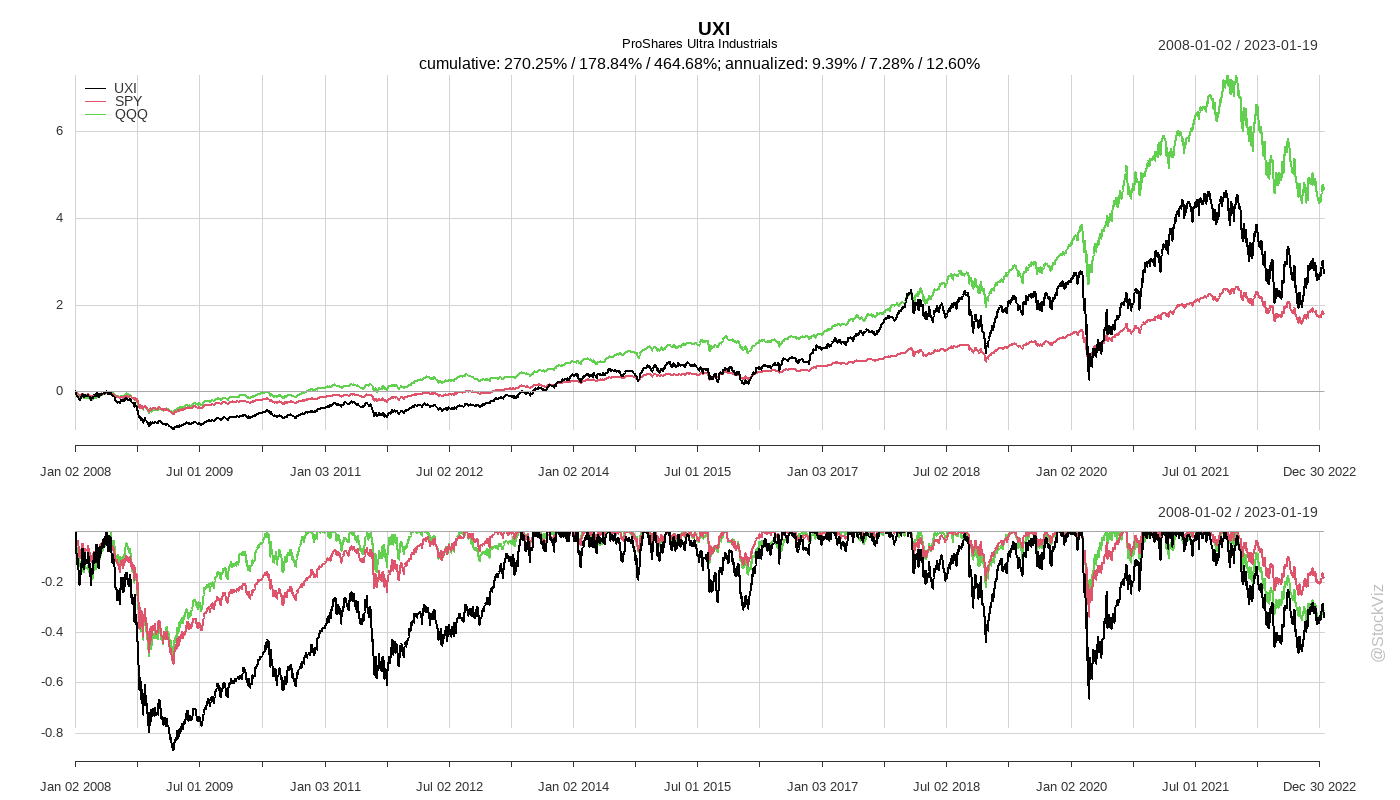 UXI
ProShares Ultra Industrials
2008-01-02 / 2023-01-19
cumulative: 270.25% / 178.84% / 464.68%; annualized: 9.39% / 7.28% / 12.60%
UXI
SPY
QQQ
6
4
2
0
Jan 02 2008 Jul 01 2009 Jan 03 2011 Jul 02 2012 Jan 02 2014 Jul 01 2015 Jan 03 2017 Jul 02 2018 Jan 02 2020 Jul 01 2021 Dec 30 2022
2008-01-02 / 2023-01-19
-0.2
-0.4
-0.6
-0.8
Jan 02 2008 Jul 01 2009 Jan 03 2011 Jul 02 2012 Jan 02 2014 Jul 01 2015 Jan 03 2017 Jul 02 2018 Jan 02 2020 Jul 01 2021 Dec 30 2022
@StockViz